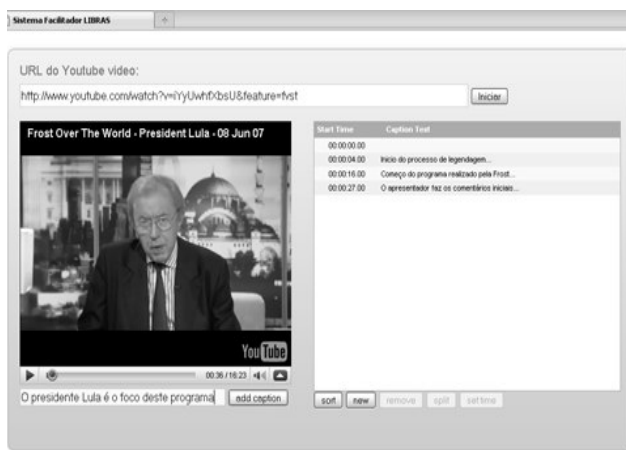 Sistema Facilitador LIBRAS
URL do Youtube video:
http://www.youtube.com/watch?v=iYyUwhfXbsU&feature=fvst
Iniciar
Frost Over The World - President Lula - 08 Jun 07
YouTube
00:36 / 16:23
O presidente Lula é o foco deste programa
add caption
Start Time Caption Text
00:00:00.00
00:00:04.00 Inicio do processo de legendagem...
00:00:16.00 Começo do programa realizado pela Frost...
00:00:27.00 O apresentador faz os comentários iniciais...
sort new remove split set time